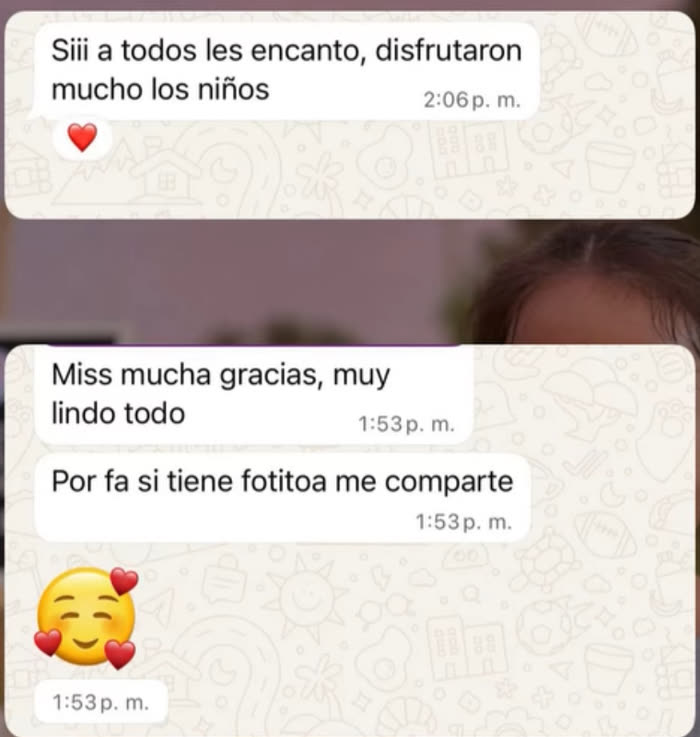 Siii a todos les encanto, disfrutaron
mucho los niños
2:06 p. m.
Miss mucha gracias, muy
lindo todo
1:53 p. m.
Por fa si tiene fotitoa me comparte
1:53 p. m.
1:53 p. m.